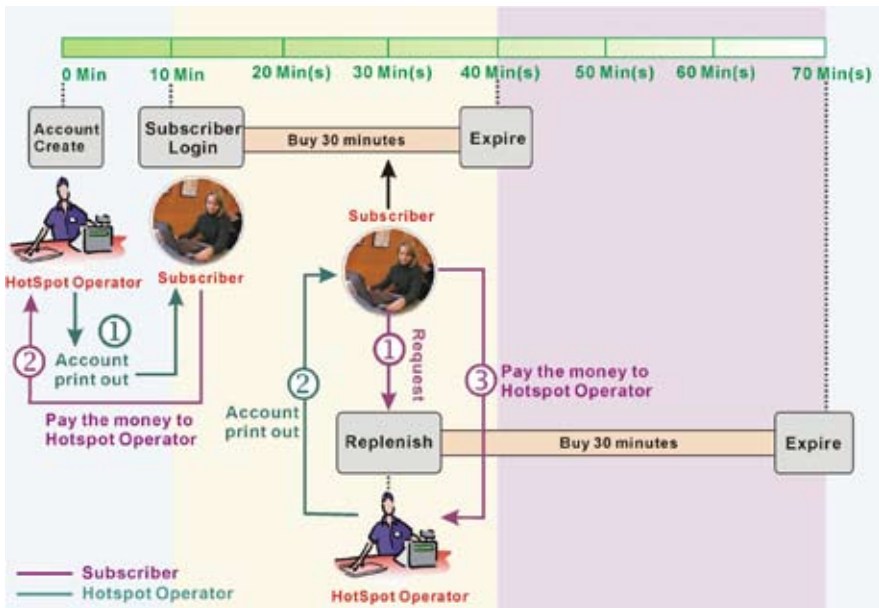 0 Min 10 Min 20 Min(s) 30 Min(s) 40 Min(s) 50 Min(s) 60 Min(s) 70 Min(s)
Account
Create
Subscriber
Login
Buy 30 minutes
Expire
HotSpot Operator
Subscriber
Subscriber
1
2
Account
print out
Pay the money to
Hotspot Operator
1
Request
2
Account
print out
3
Pay the money to
Hotspot Operator
Replenish
Buy 30 minutes
Expire
HotSpot Operator
Subscriber
Hotspot Operator